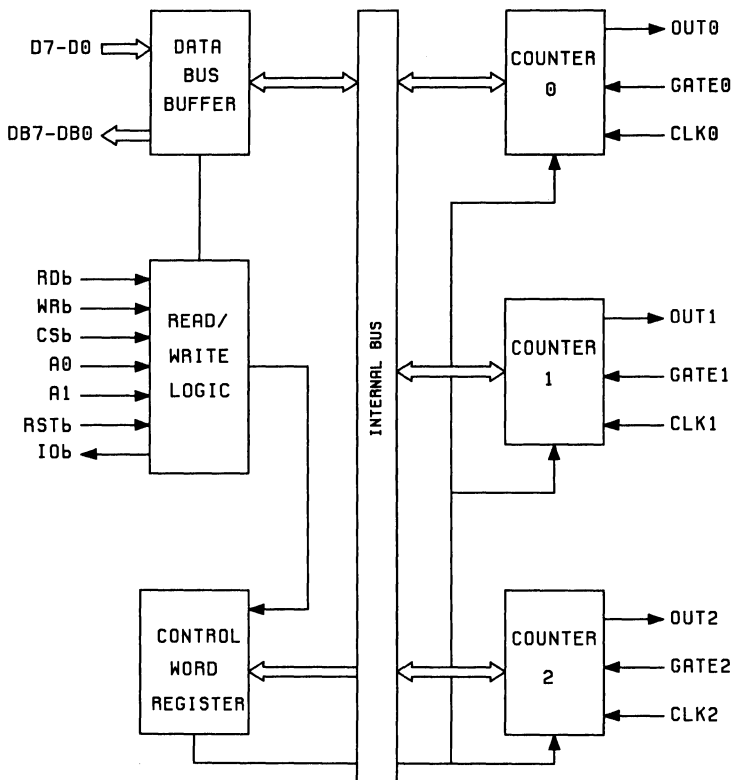 D7-D0
DB7-DB0
DATA
BUS
BUFFER
RDb
WRb
CSb
A0
A1
RSTb
IOb
READ/
WRITE
LOGIC
CONTROL
WORD
REGISTER
INTERNAL BUS
COUNTER
0
OUT0
GATE0
CLK0
COUNTER
1
OUT1
GATE1
CLK1
COUNTER
2
OUT2
GATE2
CLK2